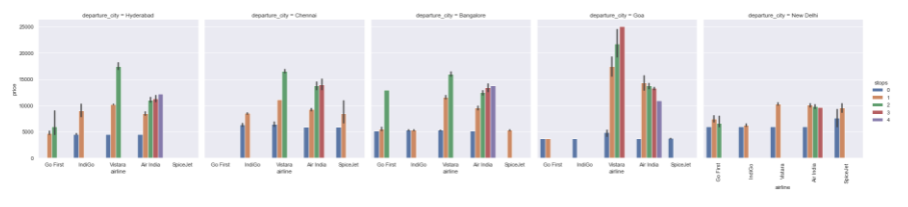 departure_city = Hyderabad
departure_city = Chennai
departure_city = Bangalore
departure_city = Goa
departure_city = New Delhi
25000
20000
15000
10000
5000
0
price
Go First IndiGo Vistara Air India SpiceJet
airline
Go First IndiGo Vistara Air India SpiceJet
airline
Go First IndiGo Vistara Air India SpiceJet
airline
Go First IndiGo Vistara Air India SpiceJet
airline
Go First IndiGo Vistara Air India SpiceJet
airline
stops
0
1
2
3
4